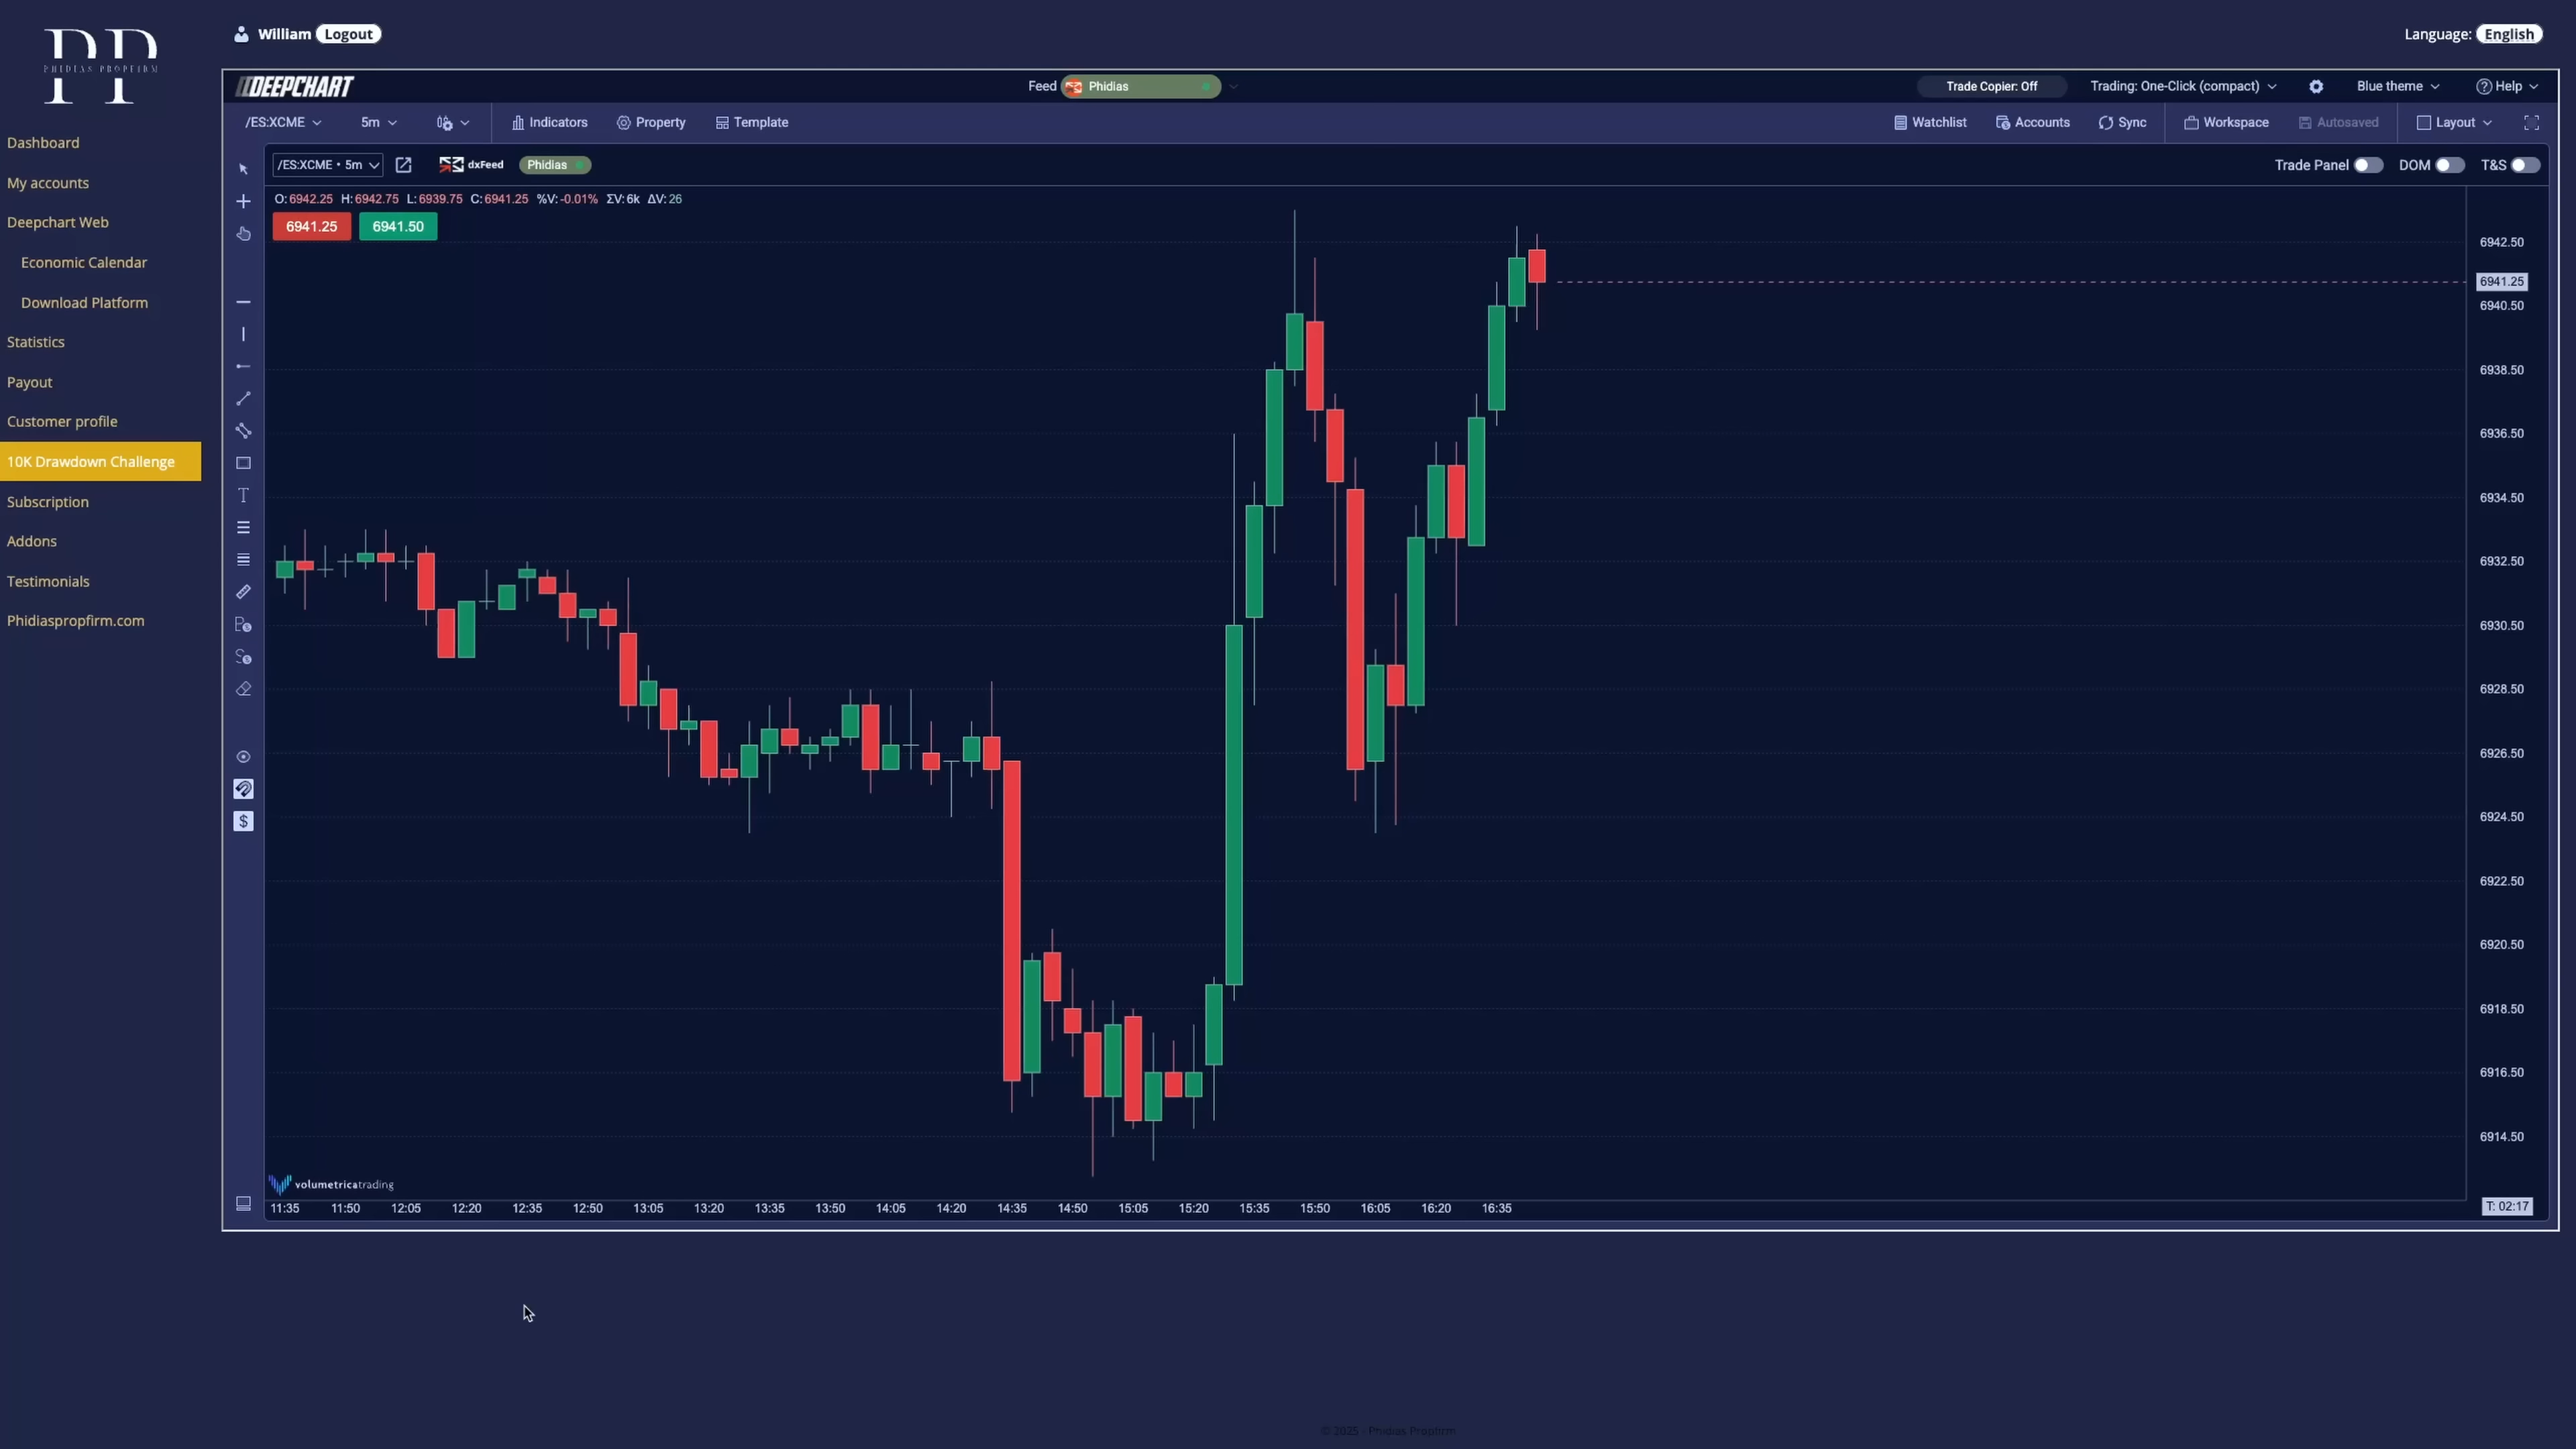 PP
PHIDIAS PROPFIRM
William Logout
Language: English
Dashboard
My accounts
Deepchart Web
Economic Calendar
Download Platform
Statistics
Payout
Customer profile
10K Drawdown Challenge
Subscription
Addons
Testimonials
Phidiaspropfirm.com
DEEPCHART
Feed Phidias
Trade Copier: Off
Trading: One-Click (compact)
Blue theme
Help
/ES:XCME
5m
Indicators
Property
Template
Watchlist
Accounts
Sync
Workspace
Autosaved
Layout
/ES:XCME • 5m
dxFeed
Phidias
Trade Panel
DOM
T&S
O:6942.25 H:6942.75 L:6939.75 C:6941.25 %V:-0.01% ΣV:6k ΔV:26
6941.25 6941.50
6942.50
6941.25
6940.50
6938.50
6936.50
6934.50
6932.50
6930.50
6928.50
6926.50
6924.50
6922.50
6920.50
6918.50
6916.50
6914.50
volumetricatrading
11:35 11:50 12:05 12:20 12:35 12:50 13:05 13:20 13:35 13:50 14:05 14:20 14:35 14:50 15:05 15:20 15:35 15:50 16:05 16:20 16:35
T: 02:17
© 2025 - Phidias Propfirm